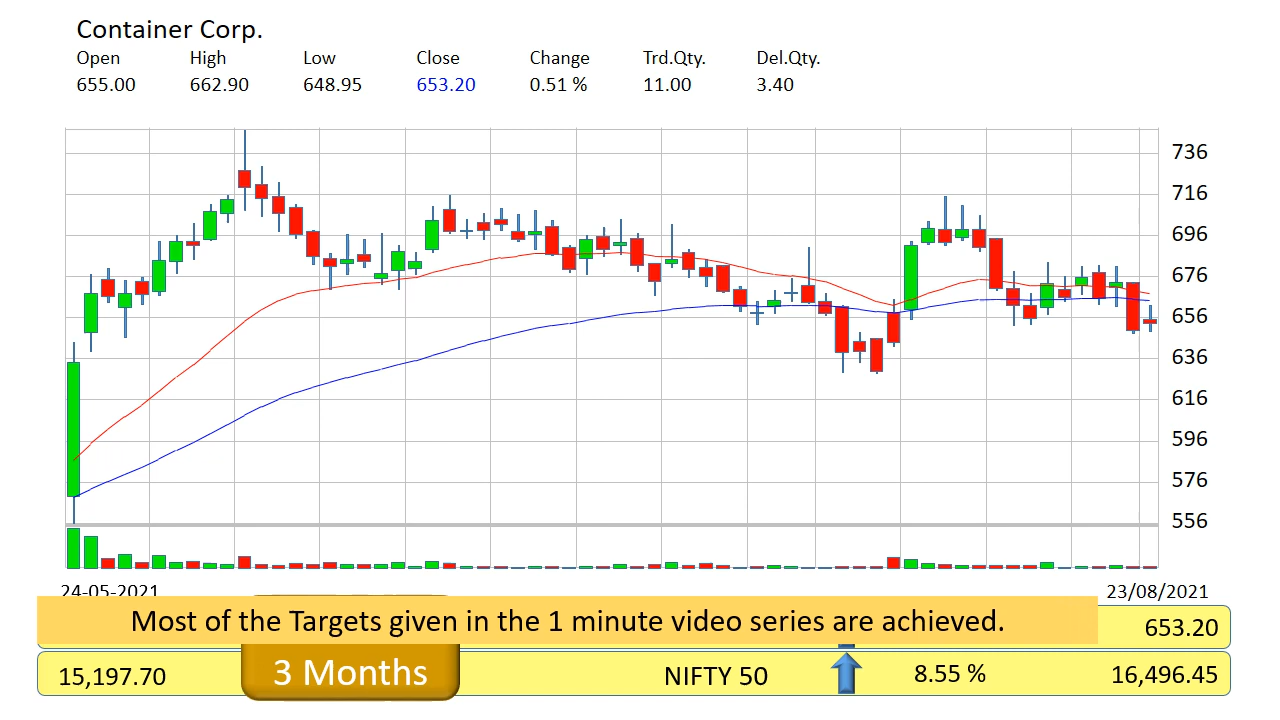 Container Corp.
Open High Low Close Change Trd.Qty. Del.Qty.
655.00 662.90 648.95 653.20 0.51 % 11.00 3.40
736
716
696
676
656
636
616
596
576
556
24-05-2021 23/08/2021
Most of the Targets given in the 1 minute video series are achieved.
653.20
15,197.70 3 Months NIFTY 50 8.55 % 16,496.45